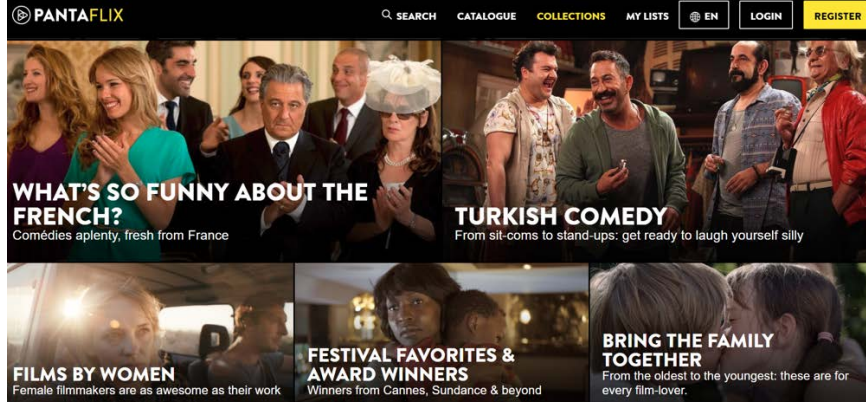 PANTAFLIX
SEARCH CATALOGUE COLLECTIONS MY LISTS EN LOGIN REGISTER
WHAT'S SO FUNNY ABOUT THE
FRENCH?
Comédies aplenty, fresh from France
TURKISH COMEDY
From sit-coms to stand-ups: get ready to laugh yourself silly
FILMS BY WOMEN
Female filmmakers are as awesome as their work
FESTIVAL FAVORITES &
AWARD WINNERS
Winners from Cannes, Sundance & beyond
BRING THE FAMILY
TOGETHER
From the oldest to the youngest: these are for
every film-lover.